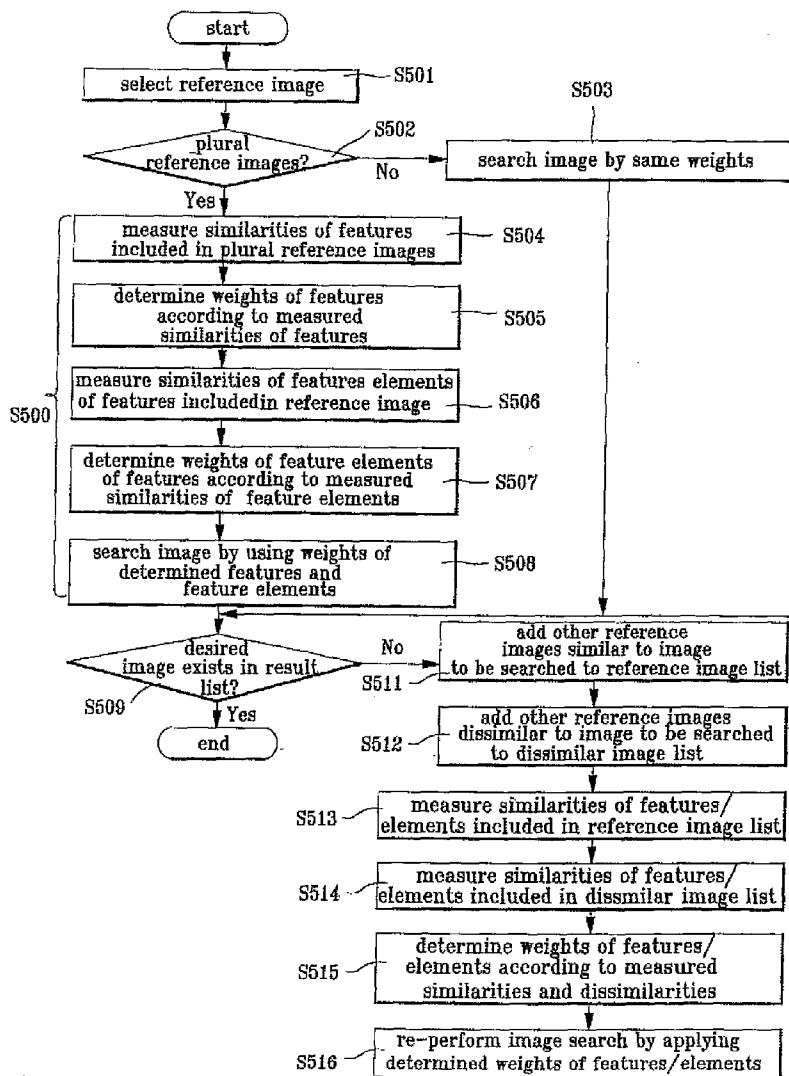 start
select reference image
S501
plural
reference images?
S502
No
S503
search image by same weights
Yes
measure similarities of features
included in plural reference images
S504
determine weights of features
according to measured
similarities of features
S505
measure similarities of features elements
of features includedin reference image
S506
determine weights of feature elements
of features according to measured
similarities of feature elements
S507
search image by using weights of
determined features and
feature elements
S508
S500
desired
image exists in result
list?
S509
No
Yes
end
add other reference
images similar to image
to be searched to reference image list
S511
add other reference images
dissimilar to image to be searched
to dissimilar image list
S512
measure similarities of features/
elements included in reference image list
S513
measure similarities of features/
elements included in dissmilar image list
S514
determine weights of features/
elements according to measured
similarities and dissimilarities
S515
re-perform image search by applying
determined weights of features/elements
S516